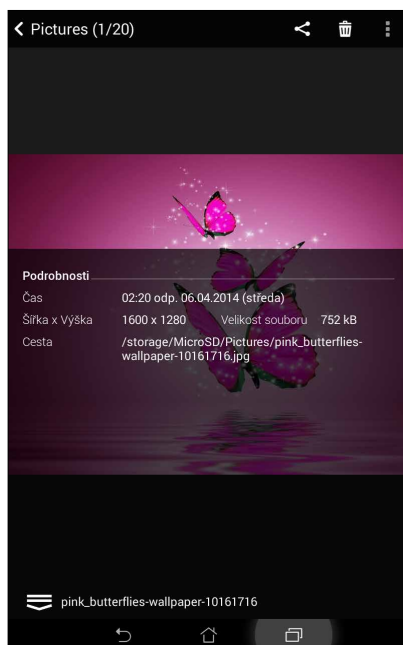 Pictures (1/20)
Podrobnosti
Čas 02:20 odp. 06.04.2014 (středa)
Šířka x Výška 1600 x 1280 Velikost souboru 752 kB
Cesta /storage/MicroSD/Pictures/pink_butterflies-
wallpaper-10161716.jpg
pink_butterflies-wallpaper-10161716